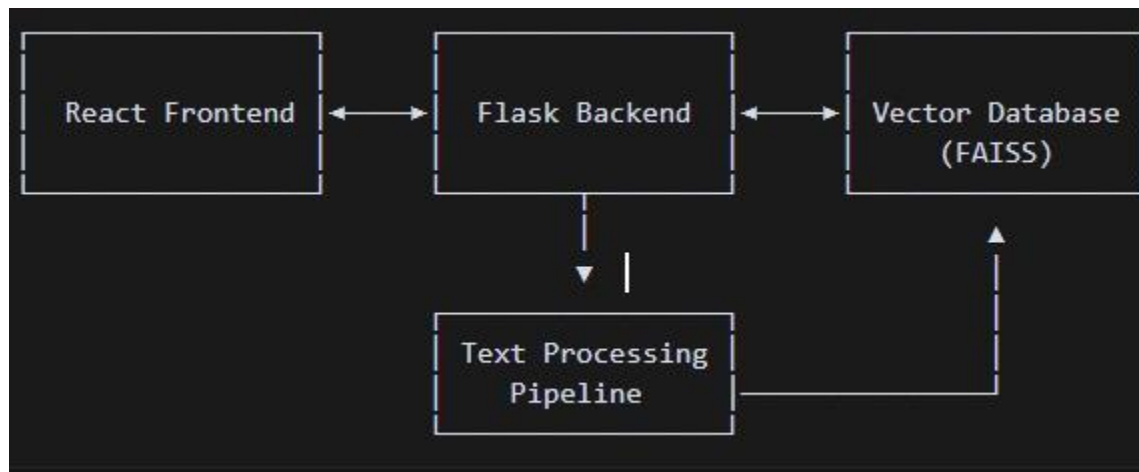 React Frontend
Flask Backend
Vector Database
(FAISS)
Text Processing
Pipeline